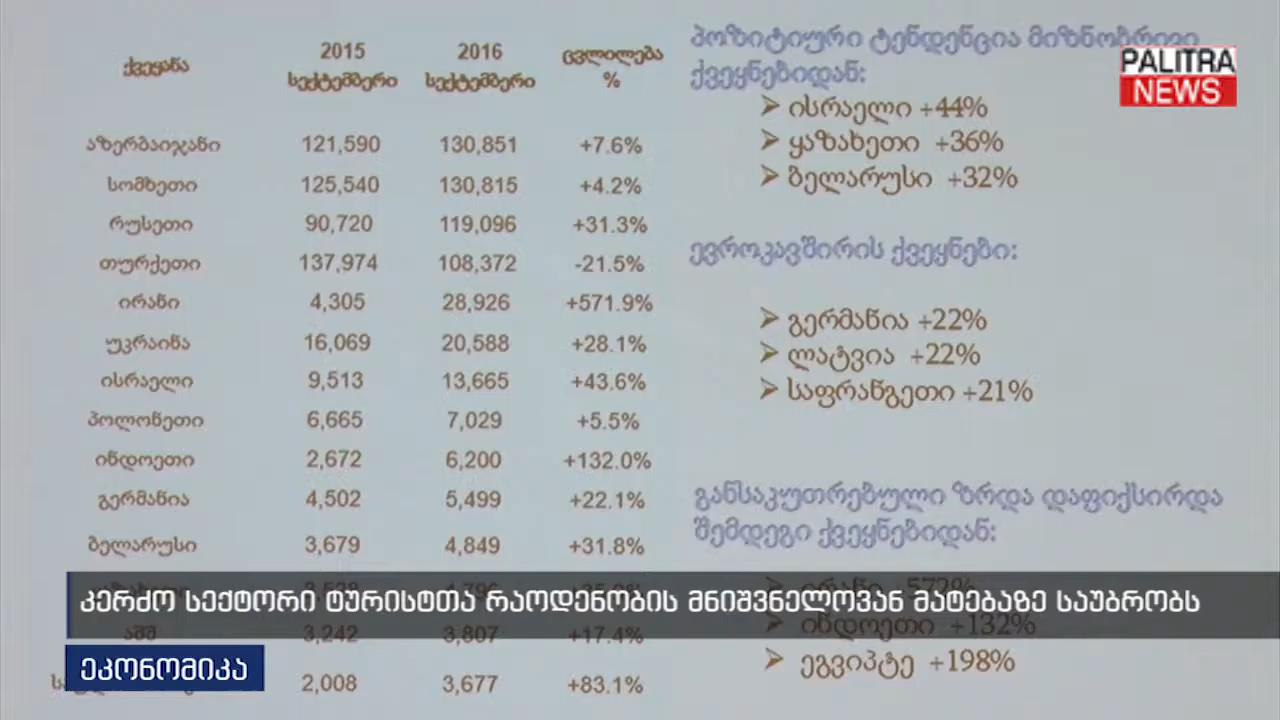 ქვეყანა 2015 სექტემბერი 2016 სექტემბერი ცვლილება %
აზერბაიჯანი 121,590 130,851 +7.6%
სომხეთი 125,540 130,815 +4.2%
რუსეთი 90,720 119,096 +31.3%
თურქეთი 137,974 108,372 -21.5%
ირანი 4,305 28,926 +571.9%
უკრაინა 16,069 20,588 +28.1%
ისრაელი 9,513 13,665 +43.6%
პოლონეთი 6,665 7,029 +5.5%
ინდოეთი 2,672 6,200 +132.0%
გერმანია 4,502 5,499 +22.1%
ბელარუსი 3,679 4,849 +31.8%
აშშ 3,242 3,807 +17.4%
2,008 3,677 +83.1%
პოზიტიური ტენდენცია მიზნობრივი
ქვეყნებიდან:
ისრაელი +44%
ყაზახეთი +36%
ბელარუსი +32%
ევროკავშირის ქვეყნები:
გერმანია +22%
ლატვია +22%
საფრანგეთი +21%
განსაკუთრებული ზრდა დაფიქსირდა
შემდეგი ქვეყნებიდან:
ირანი +572%
ინდოეთი +132%
ეგვიპტე +198%
PALITRA
NEWS
კერძო სექტორი ტურისტთა რაოდენობის მნიშვნელოვან მატებაზე საუბრობს
ეკონომიკა